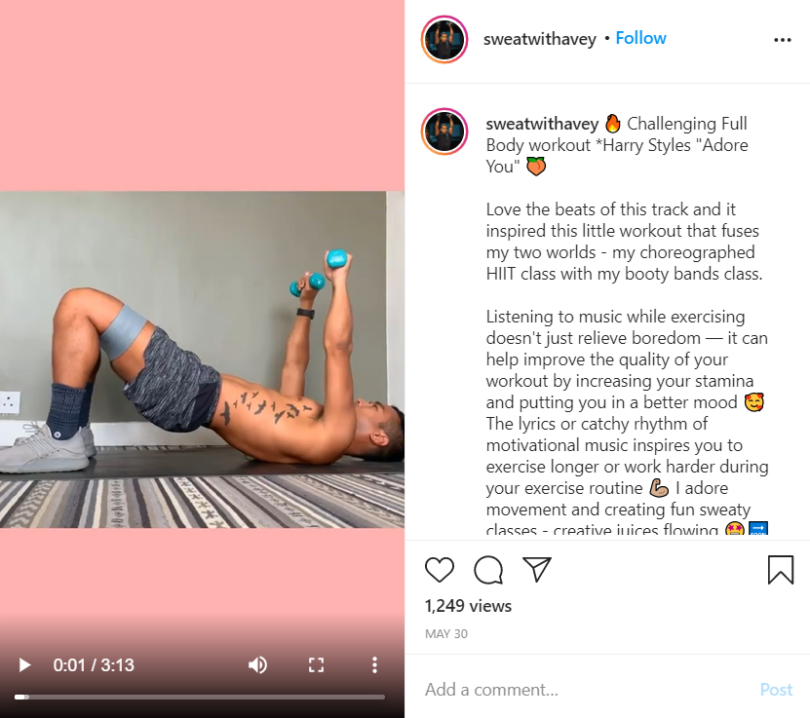 sweatwithavey • Follow
sweatwithavey 🔥 Challenging Full
Body workout *Harry Styles "Adore
You" 🍑
Love the beats of this track and it
inspired this little workout that fuses
my two worlds - my choreographed
HIIT class with my booty bands class.
Listening to music while exercising
doesn't just relieve boredom — it can
help improve the quality of your
workout by increasing your stamina
and putting you in a better mood 🥰
The lyrics or catchy rhythm of
motivational music inspires you to
exercise longer or work harder during
your exercise routine 💪🏼 I adore
movement and creating fun sweaty
classes - creative juices flowing 🤩
1,249 views
MAY 30
0:01 / 3:13
Add a comment...
Post